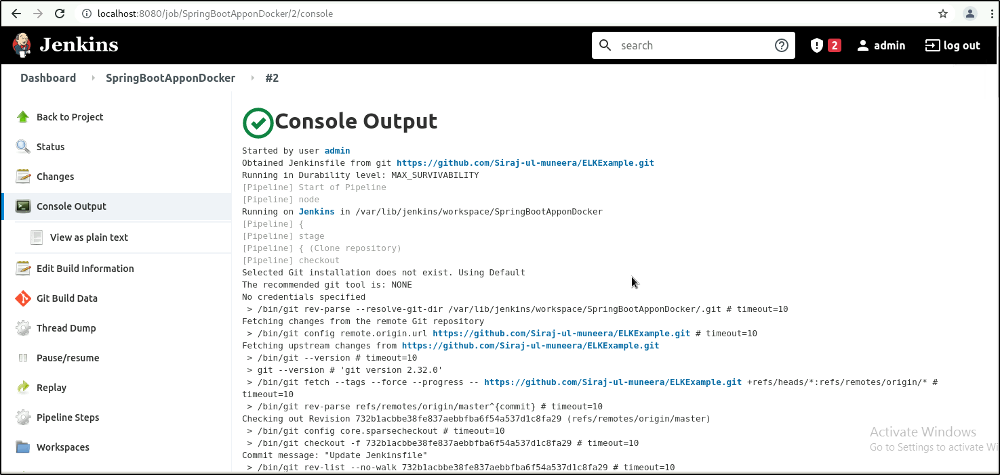 localhost:8080/job/SpringBootApponDocker/2/console
Jenkins
search
2
admin
log out
Dashboard
SpringBootApponDocker
#2
Back to Project
Status
Changes
Console Output
View as plain text
Edit Build Information
Git Build Data
Thread Dump
Pause/resume
Replay
Pipeline Steps
Workspaces
Console Output
Started by user admin
Obtained Jenkinsfile from git https://github.com/Siraj-ul-muneera/ELKExample.git
Running in Durability level: MAX_SURVIVABILITY
[Pipeline] Start of Pipeline
[Pipeline] node
Running on Jenkins in /var/lib/jenkins/workspace/SpringBootApponDocker
[Pipeline] {
[Pipeline] stage
[Pipeline] { (Clone repository)
[Pipeline] checkout
Selected Git installation does not exist. Using Default
The recommended git tool is: NONE
No credentials specified
> /bin/git rev-parse --resolve-git-dir /var/lib/jenkins/workspace/SpringBootApponDocker/.git # timeout=10
Fetching changes from the remote Git repository
> /bin/git config remote.origin.url https://github.com/Siraj-ul-muneera/ELKExample.git # timeout=10
Fetching upstream changes from https://github.com/Siraj-ul-muneera/ELKExample.git
> /bin/git --version # timeout=10
> git --version # 'git version 2.32.0'
> /bin/git fetch --tags --force --progress -- https://github.com/Siraj-ul-muneera/ELKExample.git +refs/heads/*:refs/remotes/origin/* #
timeout=10
> /bin/git rev-parse refs/remotes/origin/master^{commit} # timeout=10
Checking out Revision 732b1acbbe38fe837aebbfba6f54a537d1c8fa29 (refs/remotes/origin/master)
> /bin/git config core.sparsecheckout # timeout=10
> /bin/git checkout -f 732b1acbbe38fe837aebbfba6f54a537d1c8fa29 # timeout=10
Commit message: "Update Jenkinsfile"
> /bin/git rev-list --no-walk 732b1acbbe38fe837aebbfba6f54a537d1c8fa29 # timeout=10
Activate Windows
Go to Settings to activate Wi